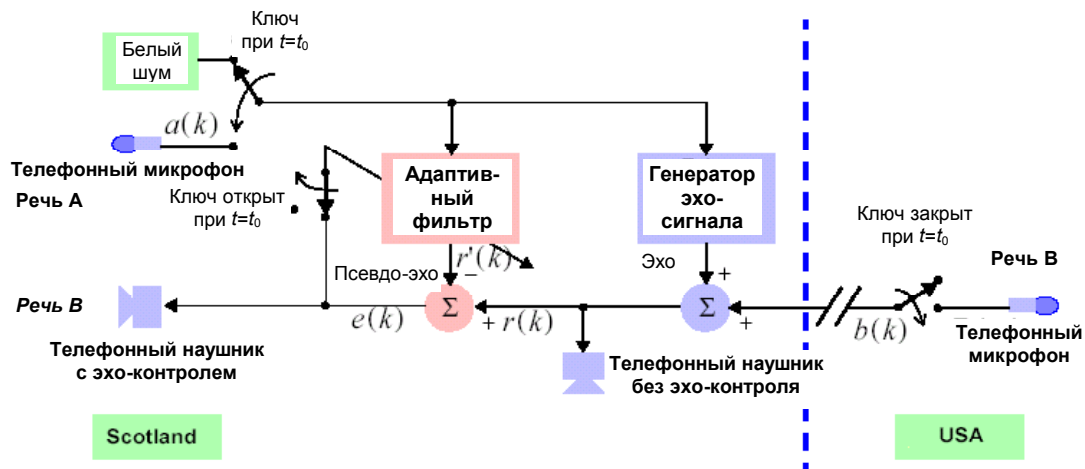 Ключ
при t=t₀
Белый
шум
a(k)
Телефонный микрофон
Речь А
Ключ открыт
при t=t₀
Адаптив-
ный
фильтр
Генератор
эхо-
сигнала
Ключ закрыт
при t=t₀
Речь В
Псевдо-эхо
r'(k)
−
Эхо
+
Речь В
e(k)
Σ
+ r(k)
Σ
+
b(k)
Телефонный
микрофон
Телефонный наушник
с эхо-контролем
Телефонный наушник
без эхо-контроля
Scotland
USA